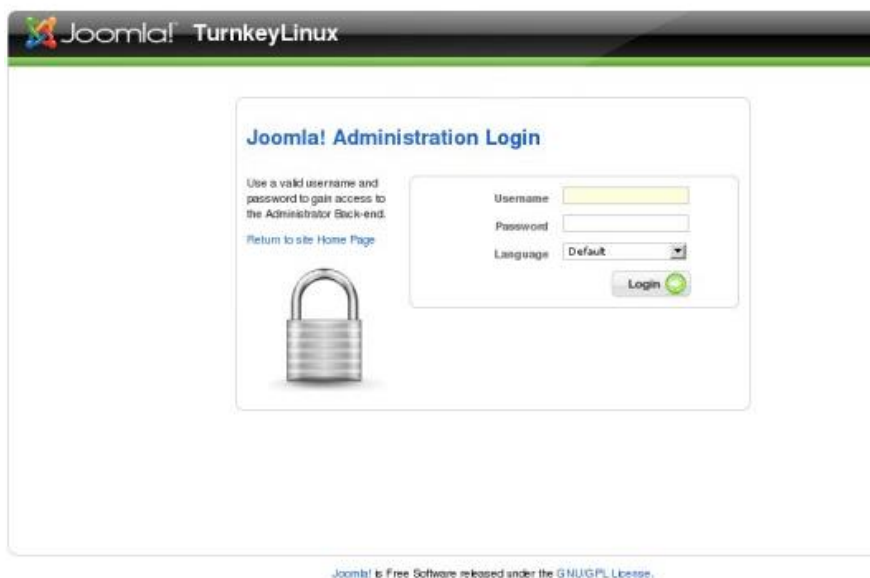 Joomla! TurnkeyLinux
Joomla! Administration Login
Use a valid username and
password to gain access to
the Administrator Back-end.
Return to site Home Page
Username
Password
Language Default
Login
Joomla! is Free Software released under the GNU/GPL License.